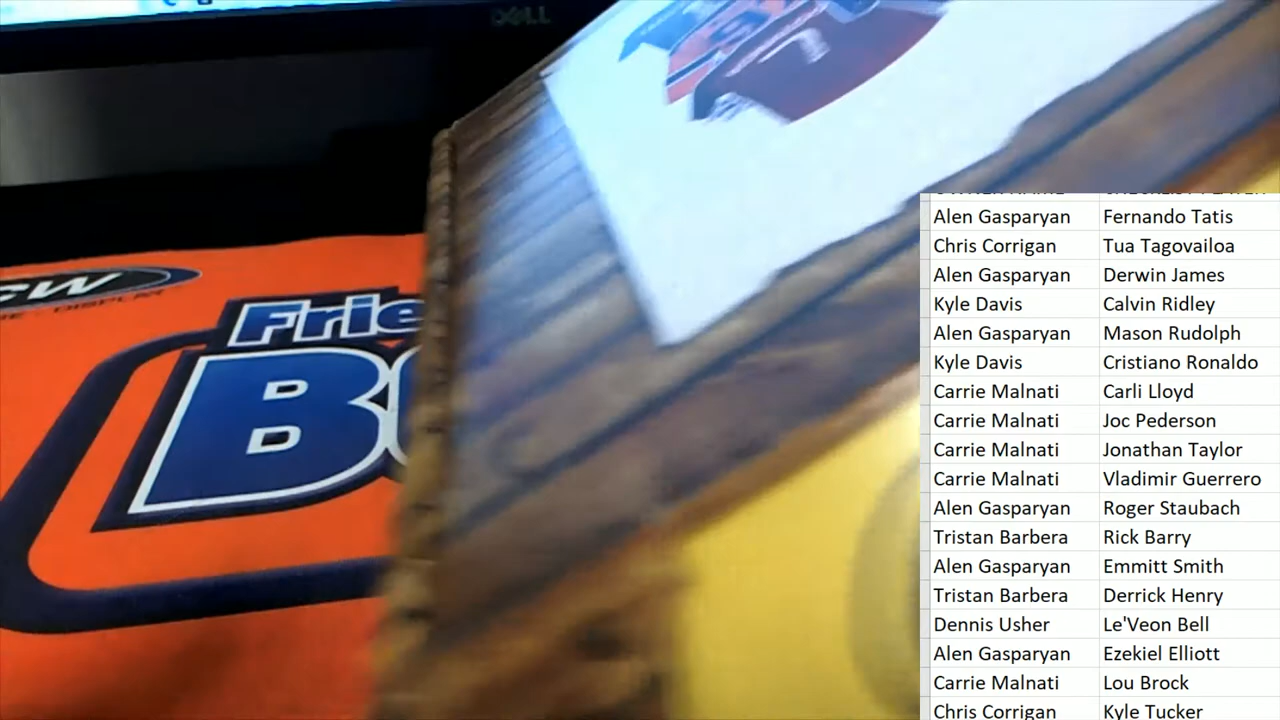 DELL
CW
DISPLAY
Frie
B
Alen Gasparyan Fernando Tatis
Chris Corrigan Tua Tagovailoa
Alen Gasparyan Derwin James
Kyle Davis Calvin Ridley
Alen Gasparyan Mason Rudolph
Kyle Davis Cristiano Ronaldo
Carrie Malnati Carli Lloyd
Carrie Malnati Joc Pederson
Carrie Malnati Jonathan Taylor
Carrie Malnati Vladimir Guerrero
Alen Gasparyan Roger Staubach
Tristan Barbera Rick Barry
Alen Gasparyan Emmitt Smith
Tristan Barbera Derrick Henry
Dennis Usher Le'Veon Bell
Alen Gasparyan Ezekiel Elliott
Carrie Malnati Lou Brock
Chris Corrigan Kyle Tucker